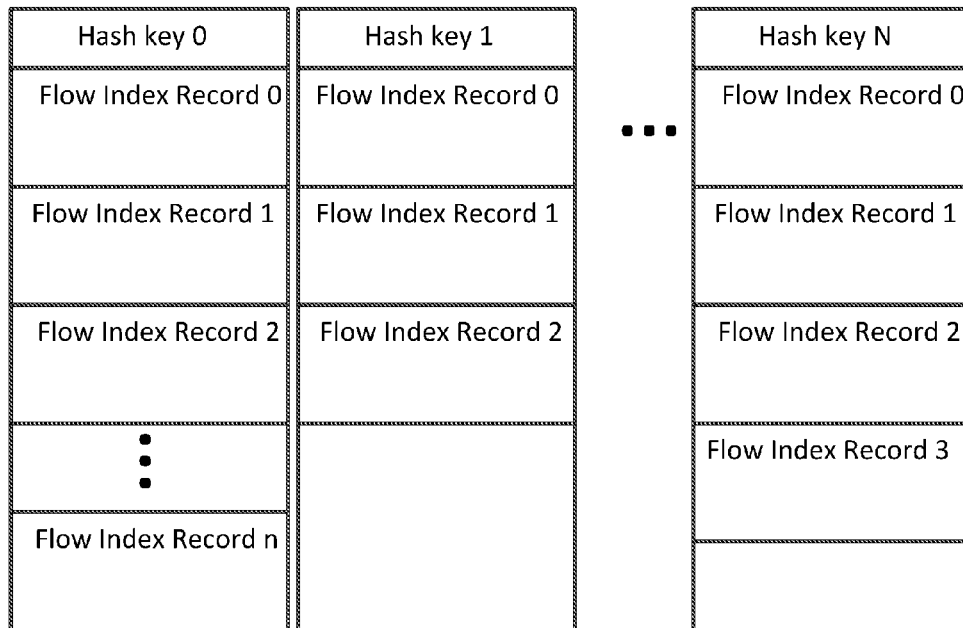 Hash key 0
Flow Index Record 0
Flow Index Record 1
Flow Index Record 2
Flow Index Record n
Hash key 1
Flow Index Record 0
Flow Index Record 1
Flow Index Record 2
Hash key N
Flow Index Record 0
Flow Index Record 1
Flow Index Record 2
Flow Index Record 3